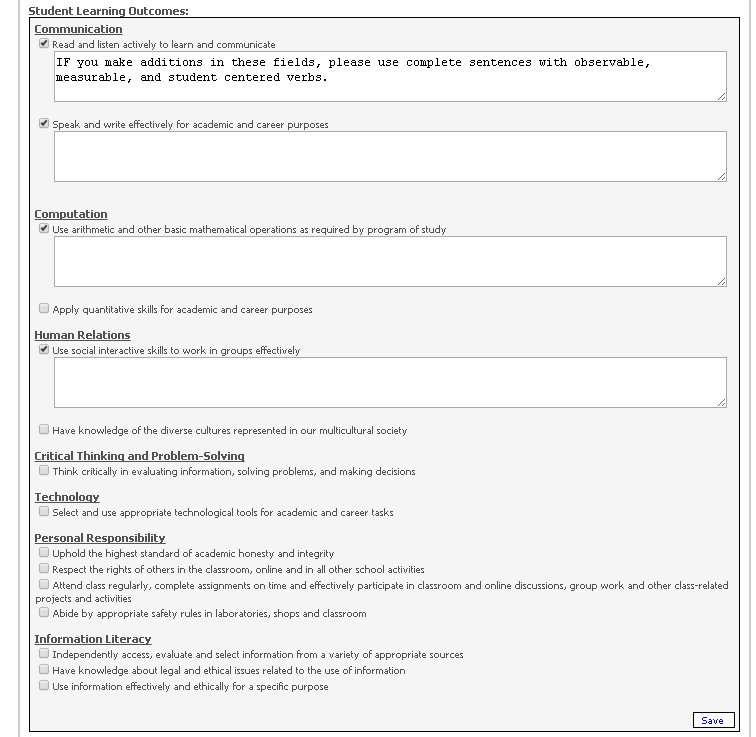 Student Learning Outcomes:
Communication
Read and listen actively to learn and communicate
IF you make additions in these fields, please use complete sentences with observable,
measurable, and student centered verbs.
Speak and write effectively for academic and career purposes
Computation
Use arithmetic and other basic mathematical operations as required by program of study
Apply quantitative skills for academic and career purposes
Human Relations
Use social interactive skills to work in groups effectively
Have knowledge of the diverse cultures represented in our multicultural society
Critical Thinking and Problem-Solving
Think critically in evaluating information, solving problems, and making decisions
Technology
Select and use appropriate technological tools for academic and career tasks
Personal Responsibility
Uphold the highest standard of academic honesty and integrity
Respect the rights of others in the classroom, online and in all other school activities
Attend class regularly, complete assignments on time and effectively participate in classroom and online discussions, group work and other class-related
projects and activities
Abide by appropriate safety rules in laboratories, shops and classroom
Information Literacy
Independently access, evaluate and select information from a variety of appropriate sources
Have knowledge about legal and ethical issues related to the use of information
Use information effectively and ethically for a specific purpose
Save